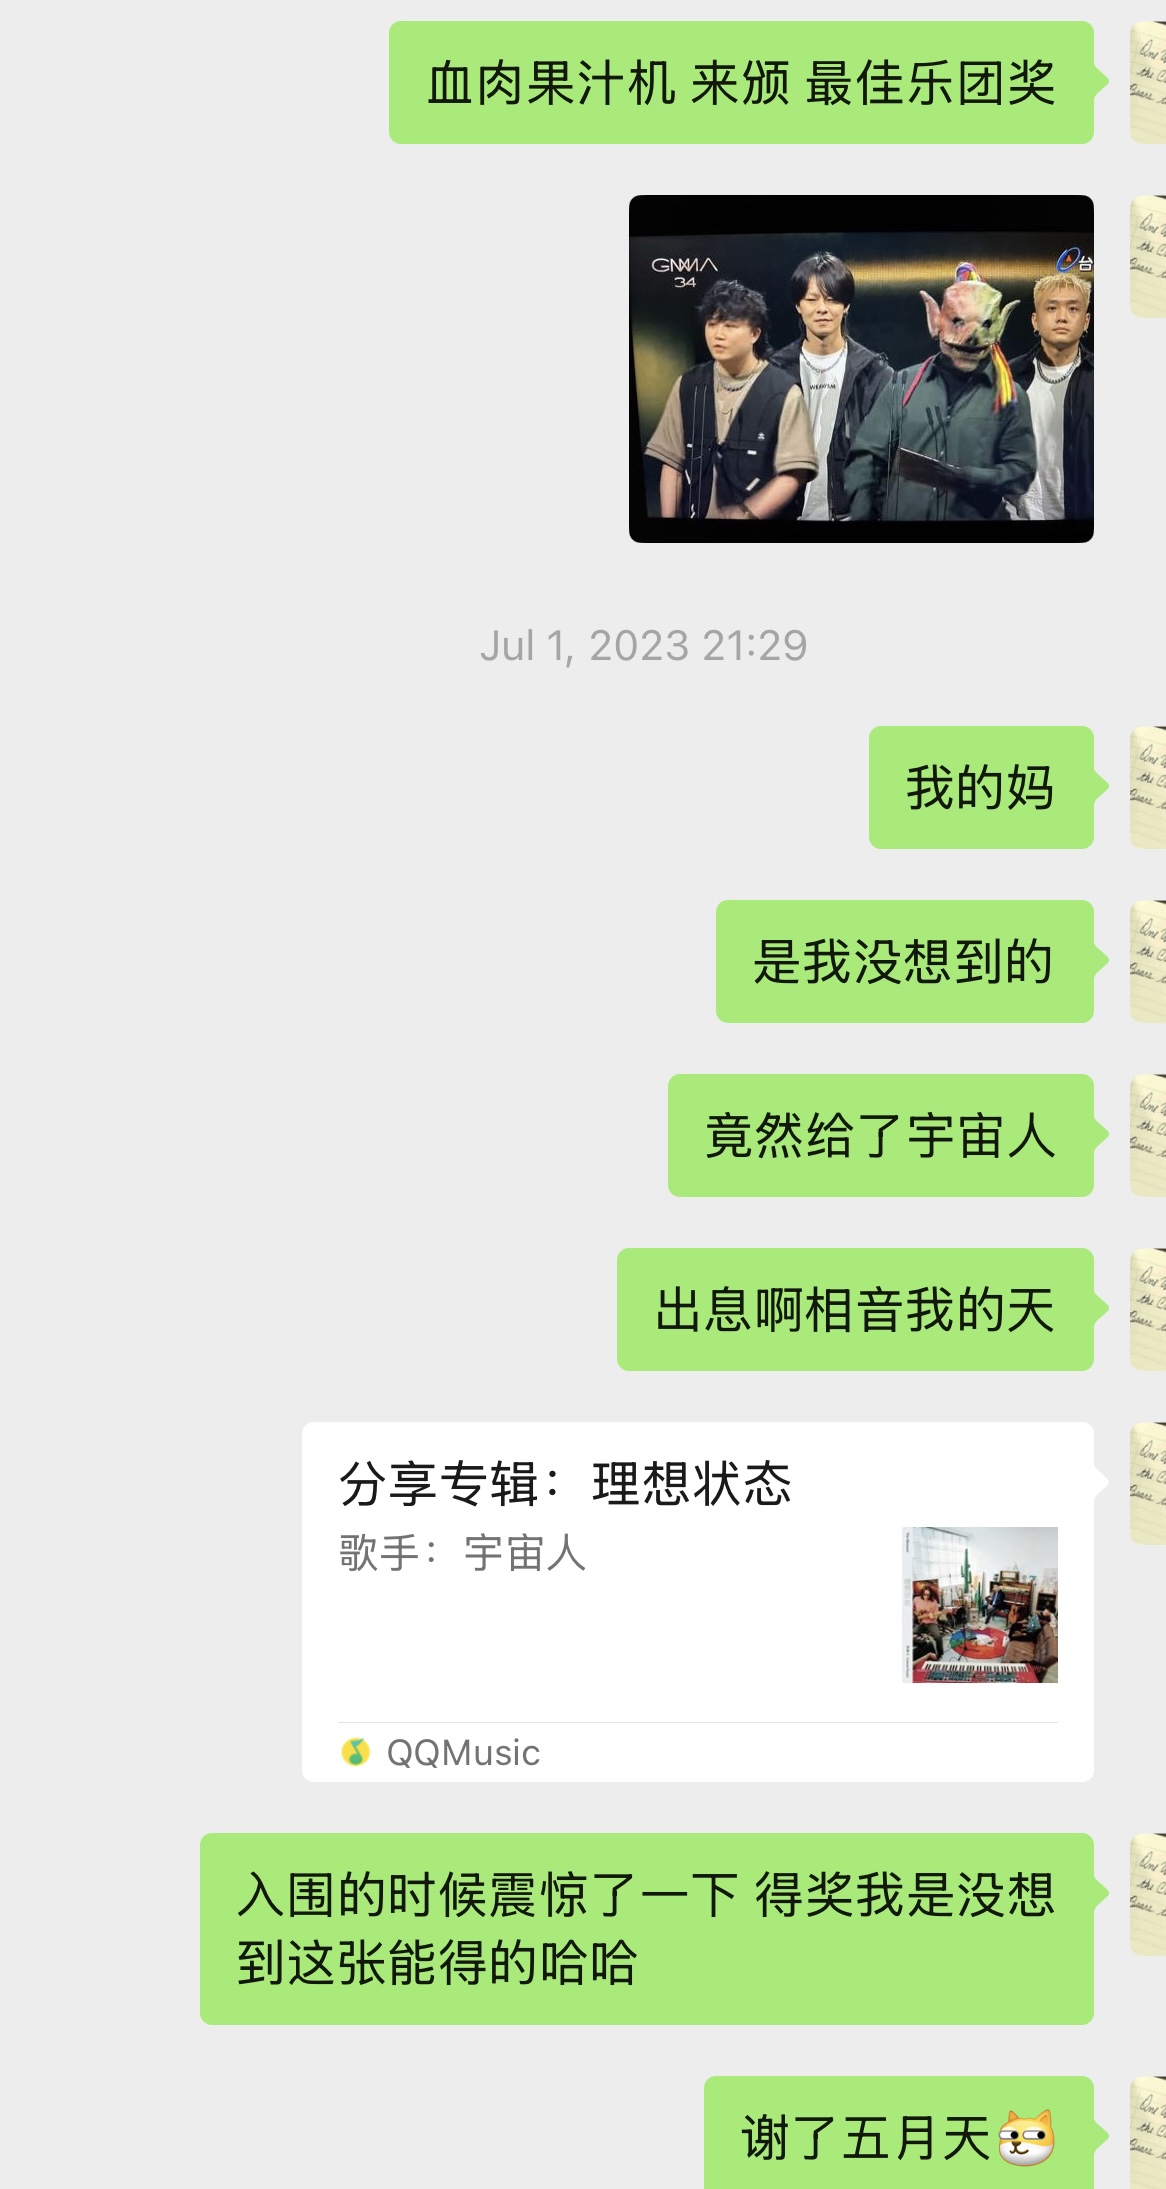 血肉果汁机 来颁 最佳乐团奖
GMMA
34
台
Jul 1, 2023 21:29
我的妈
是我没想到的
竟然给了宇宙人
出息啊相音我的天
分享专辑：理想状态
歌手：宇宙人
QQMusic
入围的时候震惊了一下 得奖我是没想
到这张能得的哈哈
谢了五月天